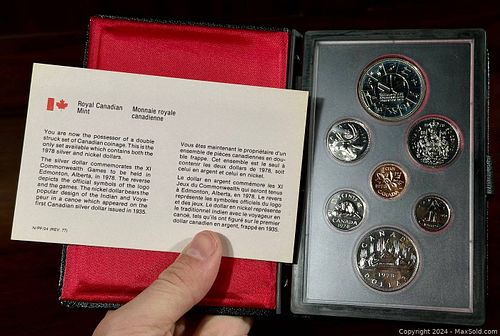 Royal Canadian
Mint
Monnaie royale
canadienne
You are now the possessor of a double
struck set of Canadian coinage. This is the
only set available which contains both the
1978 silver and nickel dollars.
The silver dollar commemorates the XI
Commonwealth Games to be held in
Edmonton, Alberta, in 1978. The reverse
depicts the official symbols of the logo
and the games. The nickel dollar bears the
popular design of the Indian and Voya-
geur in a canoe which appeared on the
first Canadian silver dollar issued in 1935.
Vous êtes maintenant le propriétaire d'un
ensemble de pièces canadiennes en dou-
ble frappe. Cet ensemble est le seul à
contenir les deux dollars de 1978, soit
celui en argent et celui en nickel.
Le dollar en argent commémore les XI
Jeux du Commonwealth qui seront tenus
à Edmonton, Alberta, en 1978. Le revers
représente les symboles officiels du logo
et des jeux. Le dollar en nickel représente
le traditionnel indien avec le voyageur en
canoë, tels qu'ils ont figuré sur le premier
dollar canadien en argent, frappé en 1935.
NI-PF/04 (REV. 77)
CANADA
1978
1978
DOLLAR
Copyright 2024 - MaxSold.com